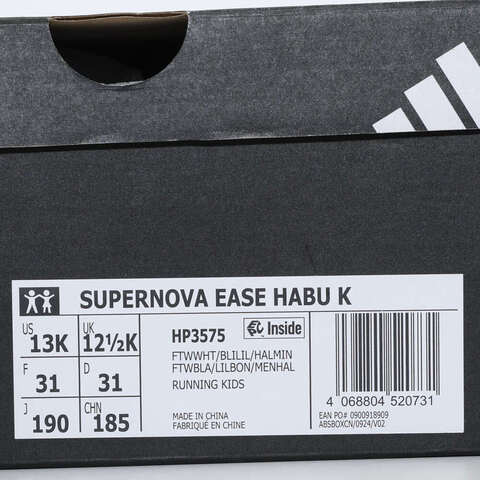 SUPERNOVA EASE HABU K
US 13K UK 12½K
F 31 D 31
J 190 CHN 185
HP3575 Inside
FTWWHT/BLILIL/HALMIN
FTWBLA/LILBON/MENHAL
RUNNING KIDS
MADE IN CHINA
FABRIQUÉ EN CHINE
4 068804 520731
EAN PO# 0900918909
ABSBOXCN/0924/V02